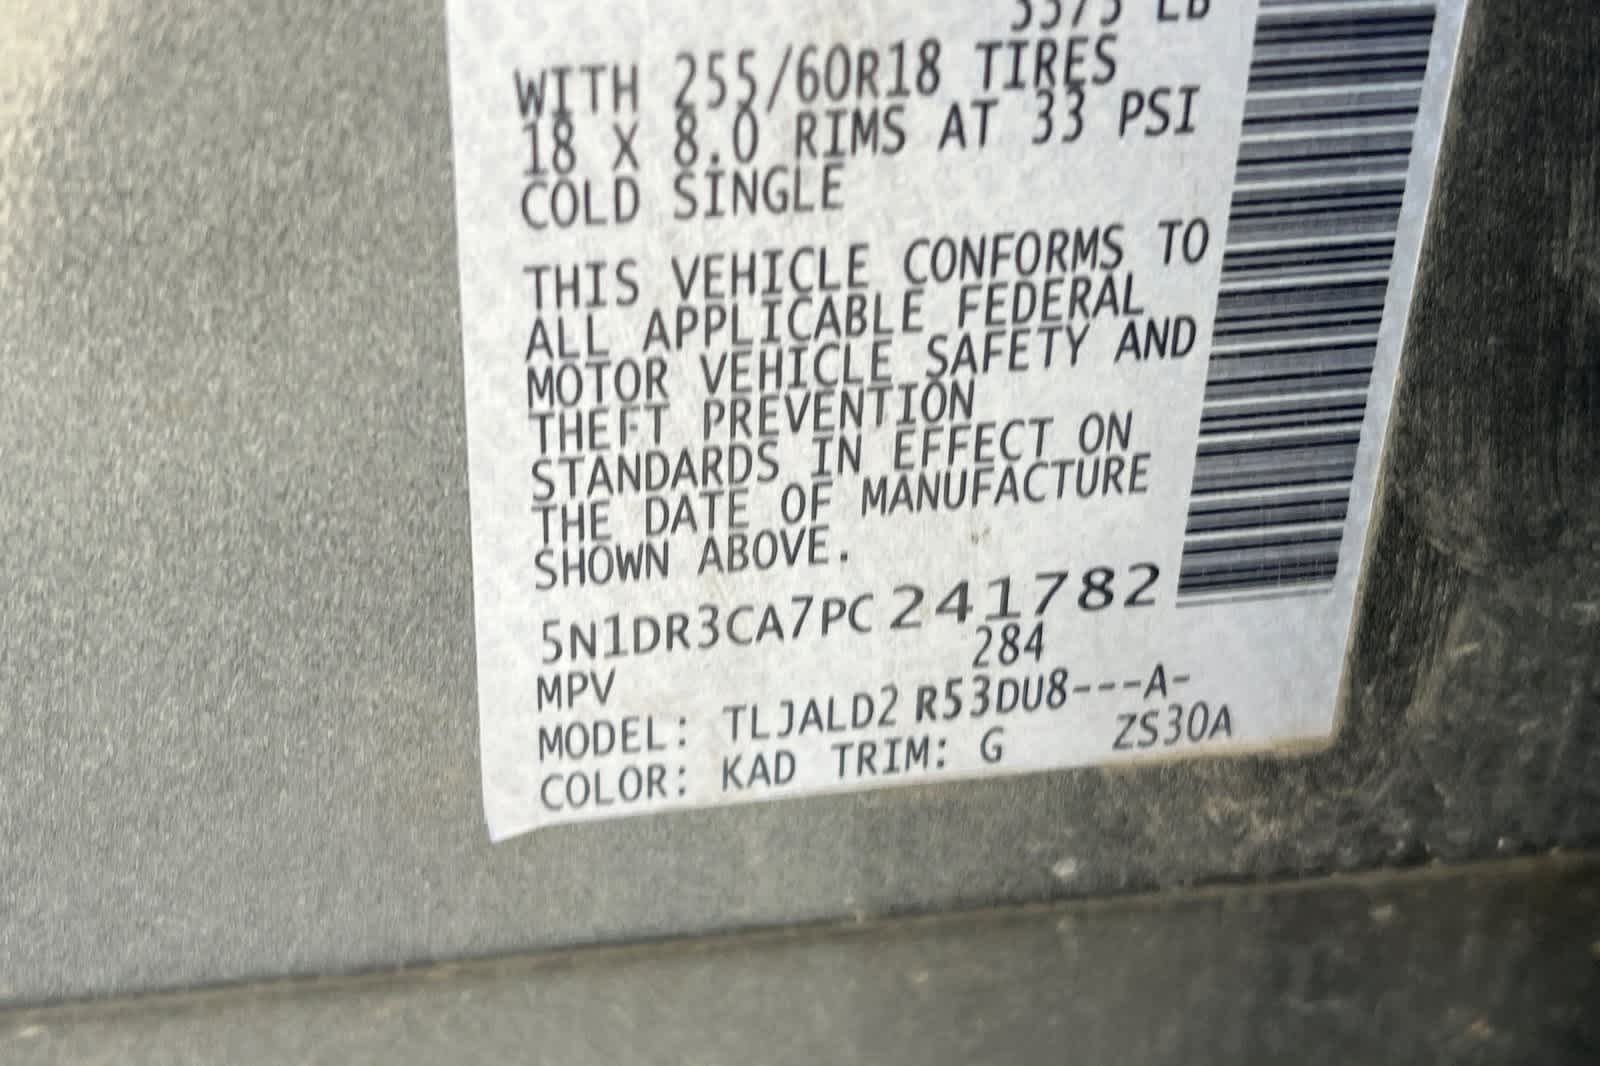 3373 LB
WITH 255/60R18 TIRES
18 X 8.0 RIMS AT 33 PSI
COLD SINGLE
THIS VEHICLE CONFORMS TO
ALL APPLICABLE FEDERAL
MOTOR VEHICLE SAFETY AND
THEFT PREVENTION
STANDARDS IN EFFECT ON
THE DATE OF MANUFACTURE
SHOWN ABOVE.
5N1DR3CA7PC241782
284
MPV
MODEL: TLJALD2 R53DU8---A-
COLOR: KAD TRIM: G ZS30A